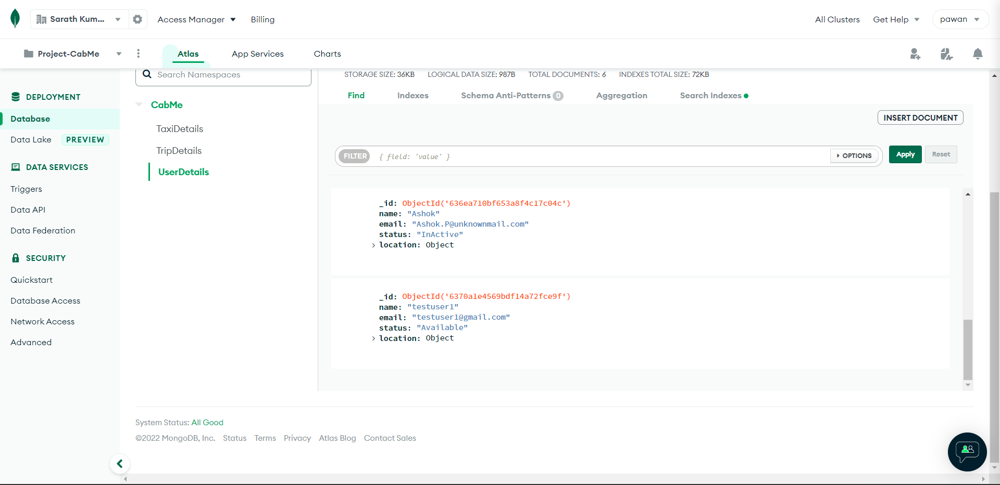 Sarath Kum... Access Manager Billing All Clusters Get Help pawan
Project-CabMe Atlas App Services Charts
Search Namespaces
STORAGE SIZE: 36KB LOGICAL DATA SIZE: 987B TOTAL DOCUMENTS: 6 INDEXES TOTAL SIZE: 72KB
DEPLOYMENT
Database
Data Lake PREVIEW
DATA SERVICES
Triggers
Data API
Data Federation
SECURITY
Quickstart
Database Access
Network Access
Advanced
CabMe
TaxiDetails
TripDetails
UserDetails
Find Indexes Schema Anti-Patterns 0 Aggregation Search Indexes
INSERT DOCUMENT
FILTER { field: 'value' } OPTIONS Apply Reset
_id: ObjectId('636ea710bf653a8f4c17c04c')
name: "Ashok"
email: "Ashok.P@unknownmail.com"
status: "InActive"
location: Object
_id: ObjectId('6370a1e4569bdf14a72fce9f')
name: "testuser1"
email: "testuser1@gmail.com"
status: "Available"
location: Object
System Status: All Good
©2022 MongoDB, Inc. Status Terms Privacy Atlas Blog Contact Sales